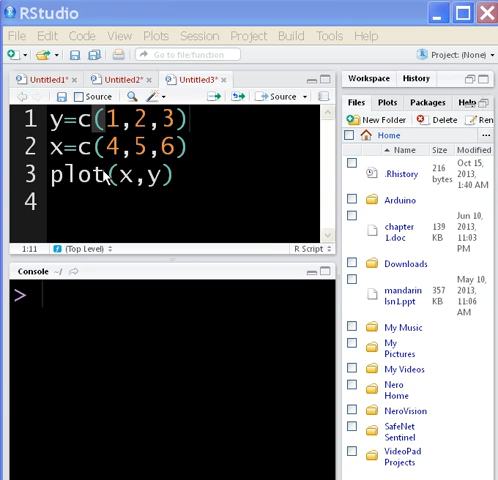 RStudio
File Edit View Plots Session Project Build Tools Help
Go to file/function
Project: (None)
Untitled1*
Untitled2*
Untitled3*
Source
1 y=c(1,2,3)
2 x=c(4,5,6)
3 plot(x,y)
4
1:11
(Top Level)
R Script
Console ~/
>
Workspace History
Files Plots Packages Help
New Folder Delete Ren
Home
Name Size Modified
.Rhistory 216 bytes Oct 15, 2013, 1:40 AM
Arduino
chapter 1.doc 139 KB Jun 10, 2013, 11:03 PM
Downloads
mandarin lsn1.ppt 357 KB May 10, 2013, 11:06 AM
My Music
My Pictures
My Videos
Nero Home
NeroVision
SafeNet Sentinel
VideoPad Projects